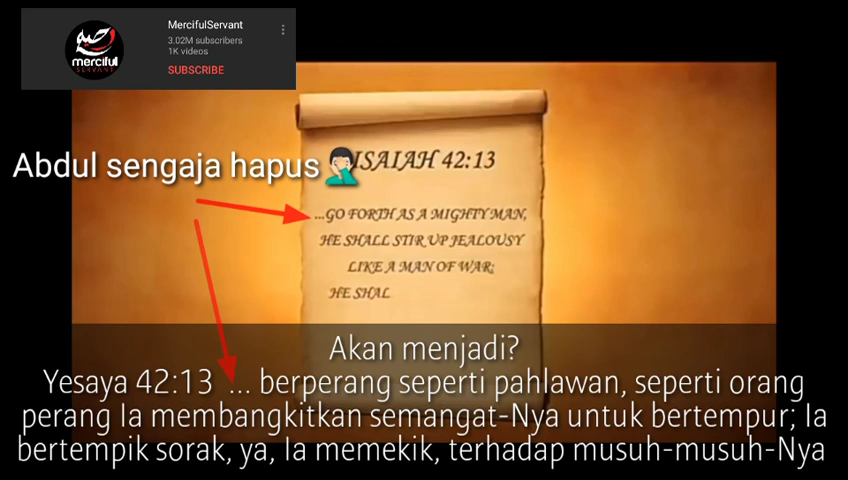 MercifulServant
3.02M subscribers
1K videos
SUBSCRIBE
merciful
SERVANT
Abdul sengaja hapus
ISAIAH 42:13
...GO FORTH AS A MIGHTY MAN,
HE SHALL STIR UP JEALOUSY
LIKE A MAN OF WAR:
HE SHAL
Akan menjadi?
Yesaya 42:13 ... berperang seperti pahlawan, seperti orang
perang Ia membangkitkan semangat-Nya untuk bertempur; Ia
bertempik sorak, ya, Ia memekik, terhadap musuh-musuh-Nya